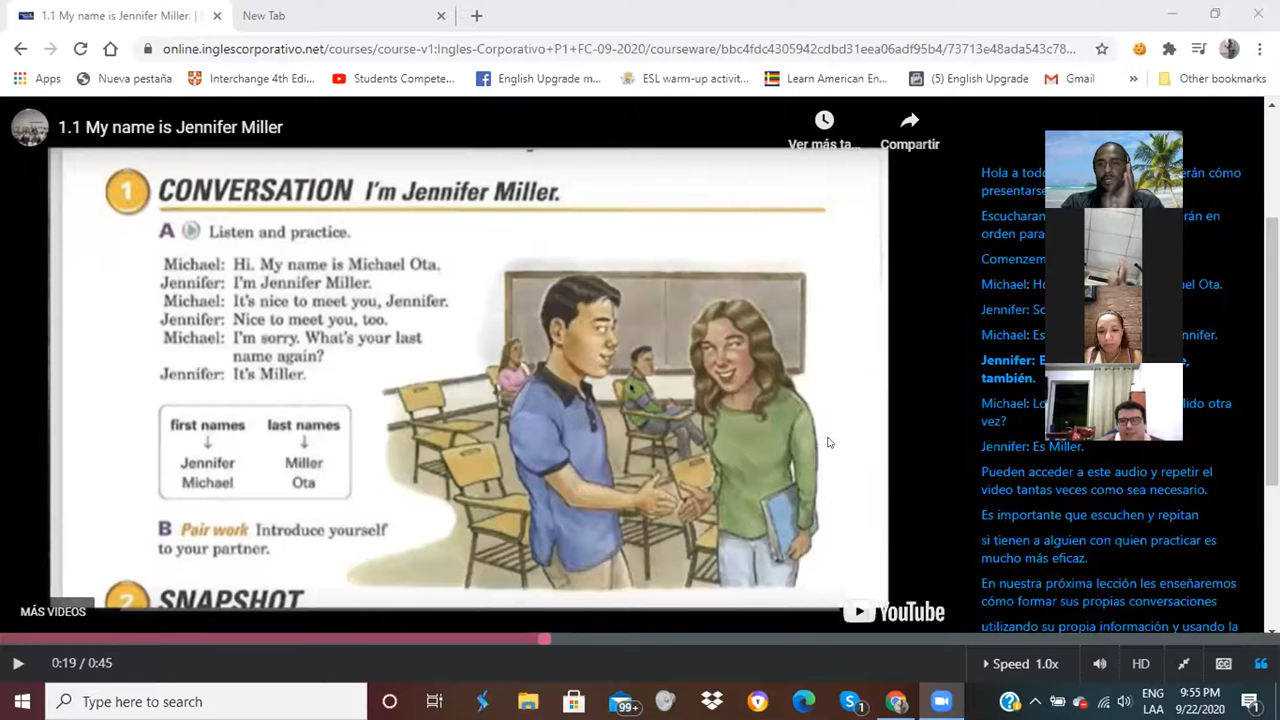 1.1 My name is Jennifer Miller. |
New Tab
online.inglescorporativo.net/courses/course-v1:Ingles-Corporativo+P1+FC-09-2020/courseware/bbc4fdc4305942cdbd31eea06adf95b4/73713e48ada543c78...
Apps
Nueva pestaña
Interchange 4th Edi...
Students Compete...
English Upgrade m...
ESL warm-up activit...
Learn American En...
(5) English Upgrade
Gmail
»
Other bookmarks
1.1 My name is Jennifer Miller
Ver más ta...
Compartir
1 CONVERSATION I'm Jennifer Miller.
A Listen and practice.
Michael: Hi. My name is Michael Ota.
Jennifer: I'm Jennifer Miller.
Michael: It's nice to meet you, Jennifer.
Jennifer: Nice to meet you, too.
Michael: I'm sorry. What's your last
name again?
Jennifer: It's Miller.
first names last names
↓ ↓
Jennifer Miller
Michael Ota
B Pair work Introduce yourself
to your partner.
2 SNAPSHOT
MÁS VIDEOS
YouTube
Hola a erán cómo
presentarse
Escucharan rán en
orden para
Michael: el Ota.
Jennifer:
Michael: nnifer.
Jennifer:
también.
Michael: lido otra
vez?
Jennifer: Es Miller.
Pueden acceder a este audio y repetir el
video tantas veces como sea necesario.
Es importante que escuchen y repitan
si tienen a alguien con quien practicar es
mucho más eficaz.
En nuestra próxima lección les enseñaremos
cómo formar sus propias conversaciones
utilizando su propia información y usando la
0:19 / 0:45
Speed 1.0x
HD
Type here to search
99+
1
ENG
LAA
9:55 PM
9/22/2020
1